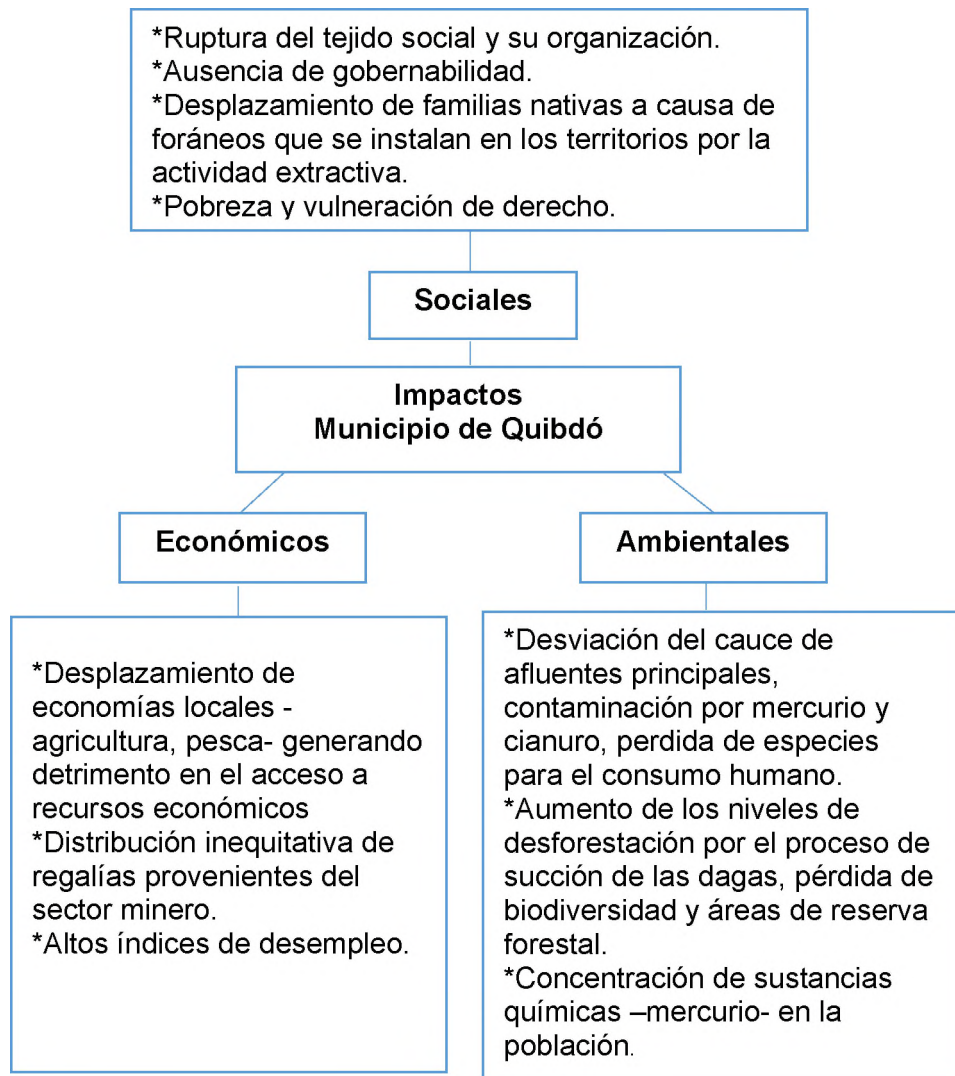 *Ruptura del tejido social y su organización.
*Ausencia de gobernabilidad.
*Desplazamiento de familias nativas a causa de
foráneos que se instalan en los territorios por la
actividad extractiva.
*Pobreza y vulneración de derecho.
Sociales
Impactos
Municipio de Quibdó
Económicos
*Desplazamiento de
economías locales -
agricultura, pesca- generando
detrimento en el acceso a
recursos económicos
*Distribución inequitativa de
regalías provenientes del
sector minero.
*Altos índices de desempleo.
Ambientales
*Desviación del cauce de
afluentes principales,
contaminación por mercurio y
cianuro, perdida de especies
para el consumo humano.
*Aumento de los niveles de
desforestación por el proceso de
succión de las dagas, pérdida de
biodiversidad y áreas de reserva
forestal.
*Concentración de sustancias
químicas –mercurio- en la
población.